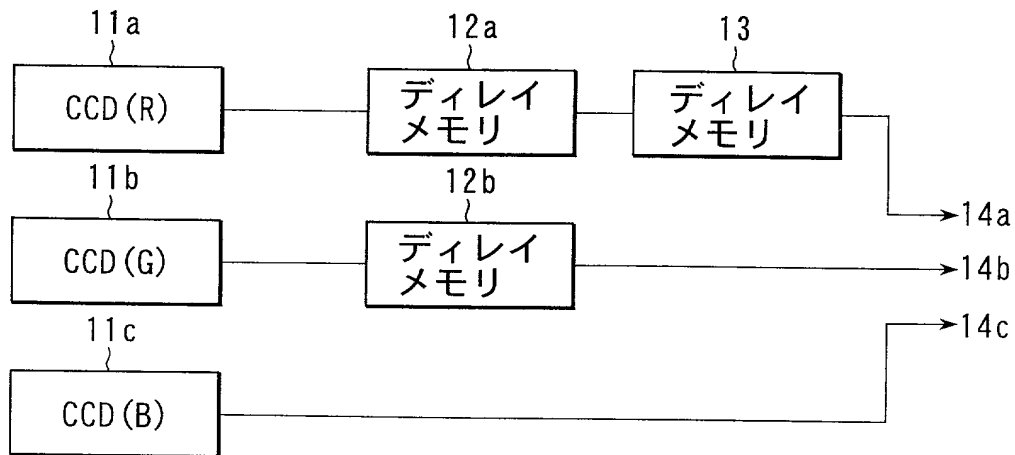 11a
12a
13
CCD(R)
ディレイ
メモリ
ディレイ
メモリ
11b
12b
14a
CCD(G)
ディレイ
メモリ
14b
11c
14c
CCD(B)